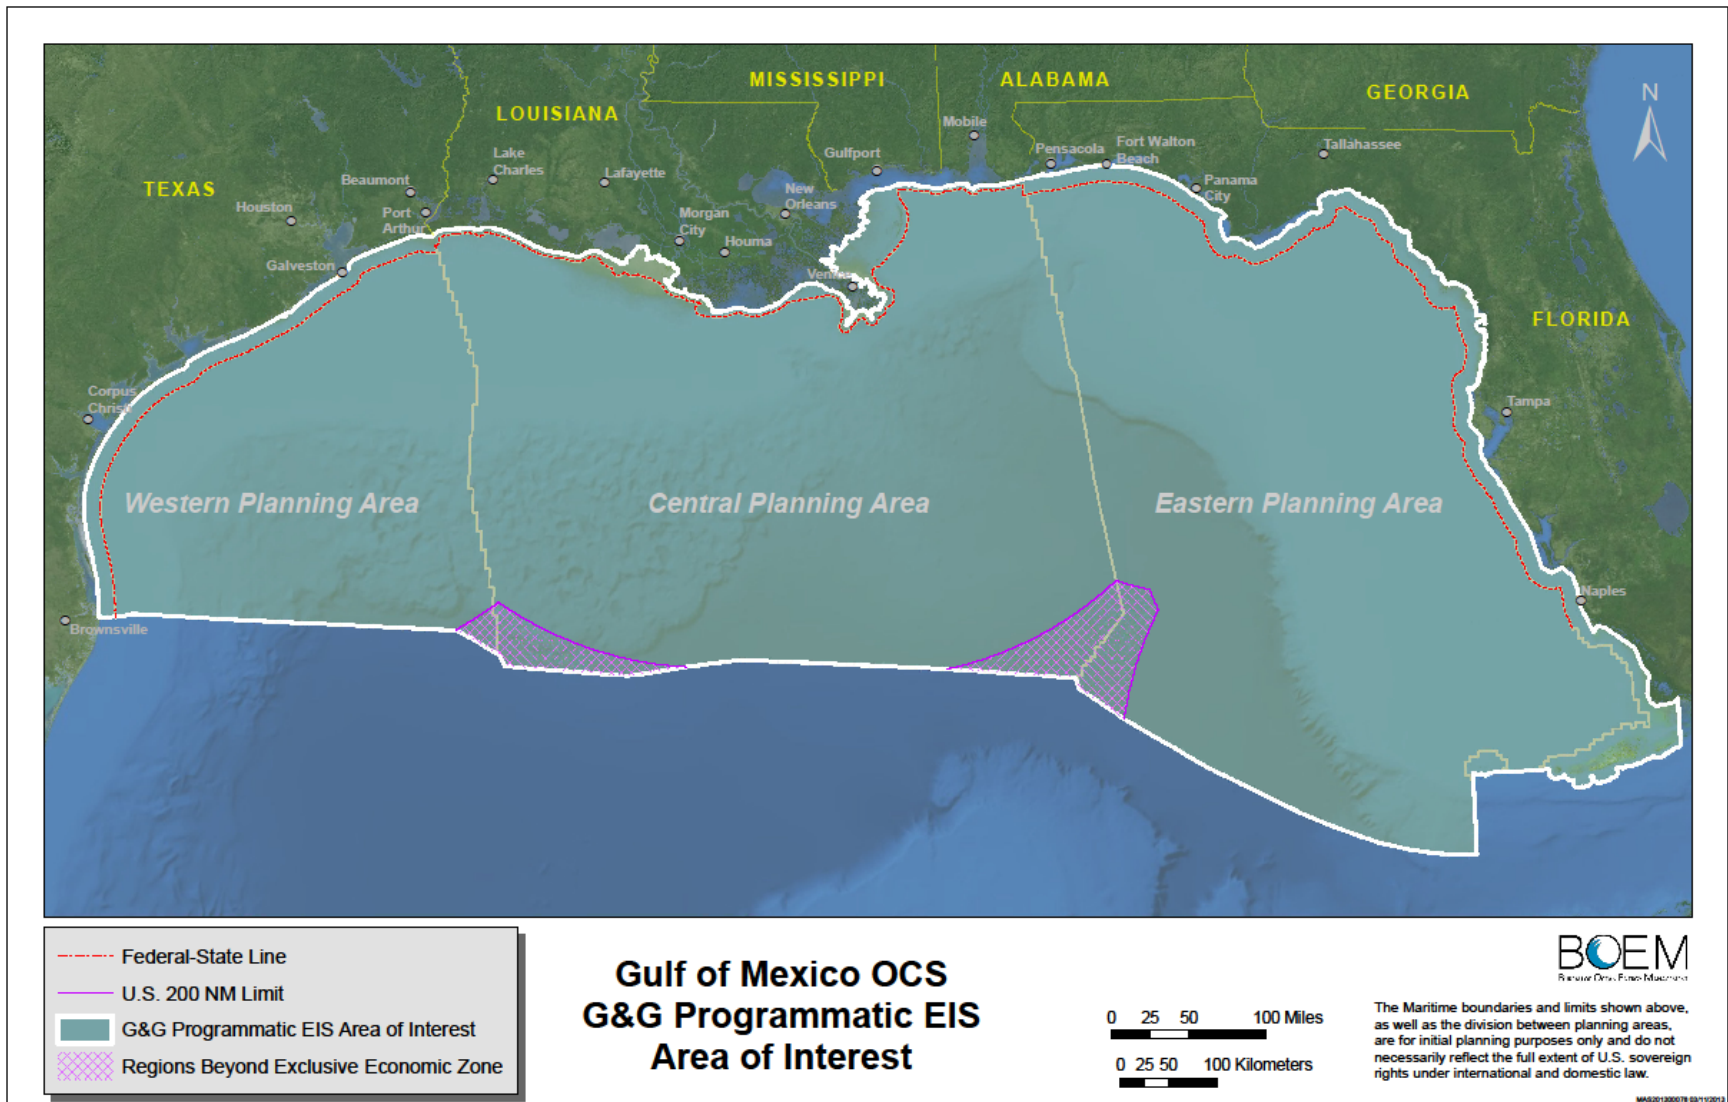 MISSISSIPPI
ALABAMA
GEORGIA
N
LOUISIANA
Mobile
Lake
Charles
Gulfport
Pensacola
Fort Walton
Beach
Tallahassee
TEXAS
Beaumont
Lafayette
New
Orleans
Panama
City
Houston
Port
Arthur
Morgan
City
Houma
Galveston
Venice
FLORIDA
Corpus
Christi
Tampa
Western Planning Area
Central Planning Area
Eastern Planning Area
Naples
Brownsville
Federal-State Line
U.S. 200 NM Limit
G&G Programmatic EIS Area of Interest
Regions Beyond Exclusive Economic Zone
Gulf of Mexico OCS
G&G Programmatic EIS
Area of Interest
0 25 50 100 Miles
0 25 50 100 Kilometers
BOEM
Bureau of Ocean Energy Management
The Maritime boundaries and limits shown above,
as well as the division between planning areas,
are for initial planning purposes only and do not
necessarily reflect the full extent of U.S. sovereign
rights under international and domestic law.